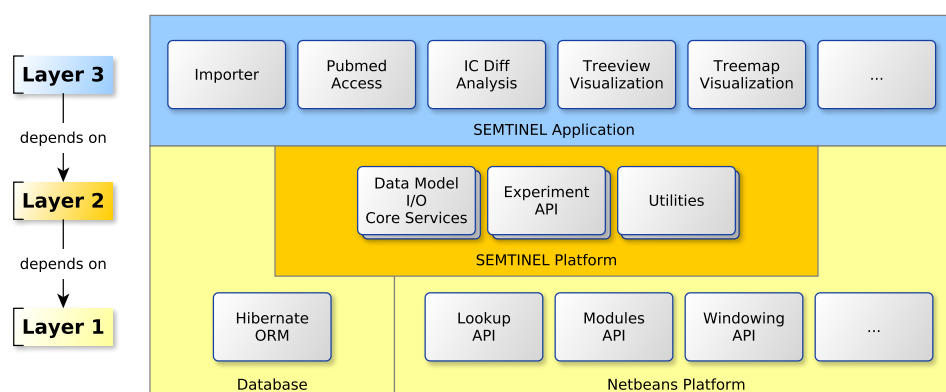 Layer 3
depends on
Layer 2
depends on
Layer 1
Importer
Pubmed
Access
IC Diff
Analysis
Treeview
Visualization
Treemap
Visualization
...
SEMTINEL Application
Data Model
I/O
Core Services
Experiment
API
Utilities
SEMTINEL Platform
Hibernate
ORM
Database
Lookup
API
Modules
API
Windowing
API
...
Netbeans Platform